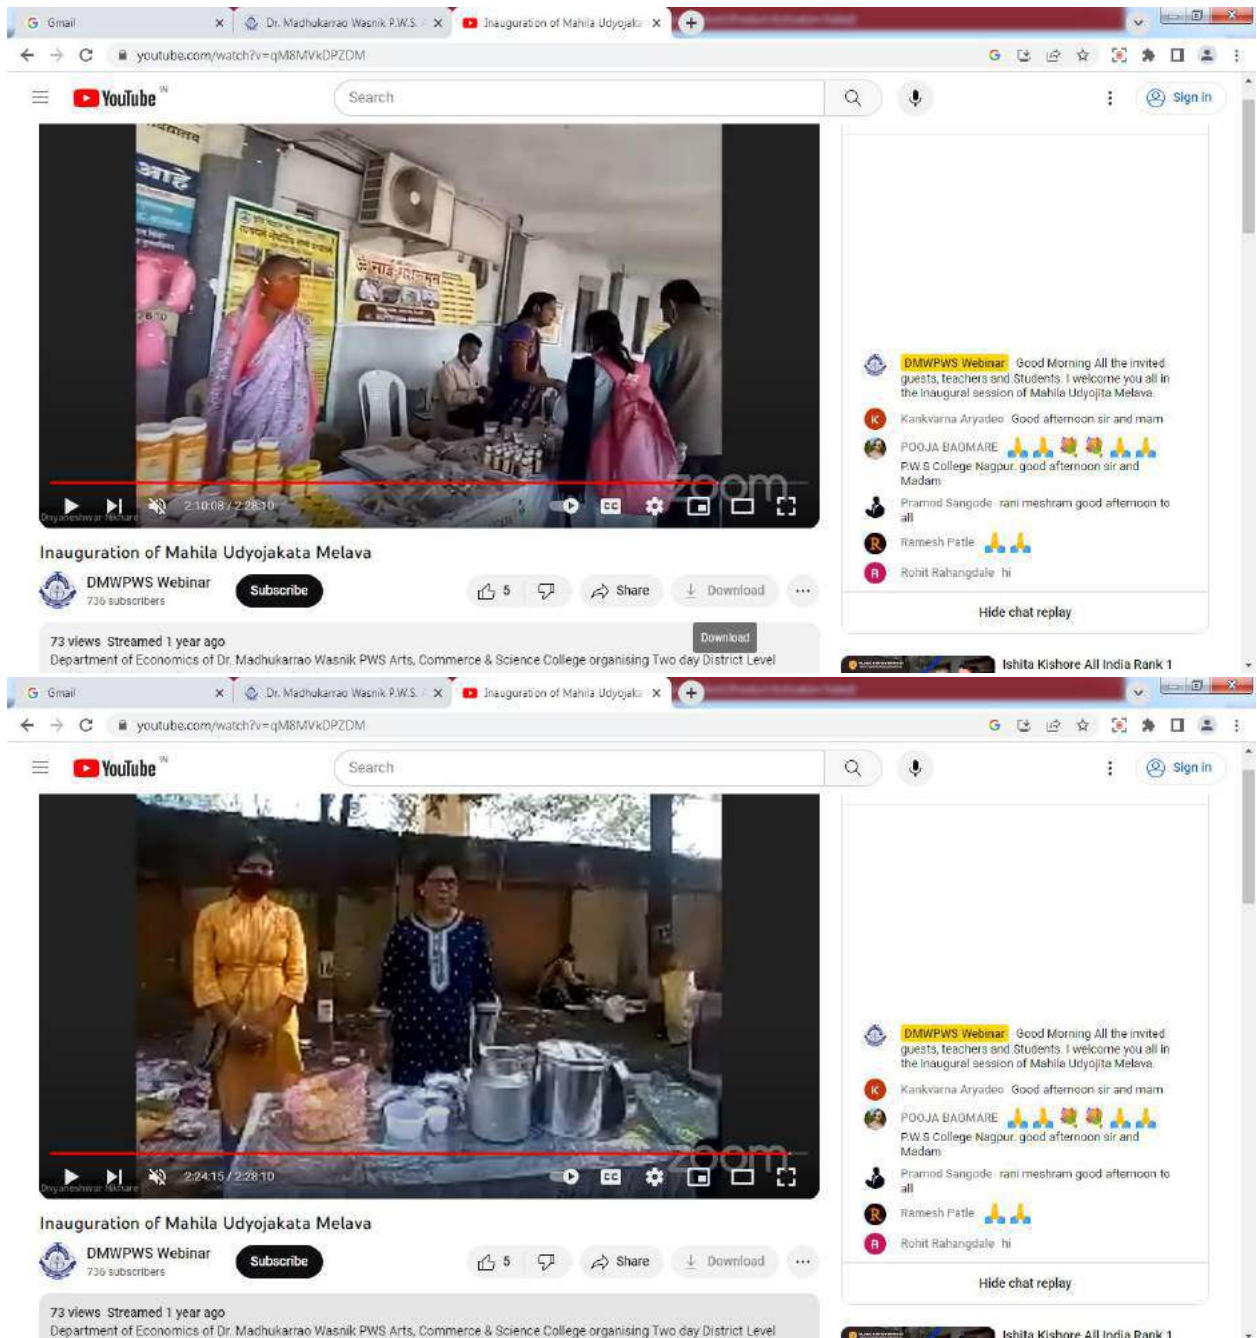 Gmail
Dr. Madhukarrao Wasnik P.W.S.
Inauguration of Mahila Udyojaka
youtube.com/watch?v=qM8MVkDPZDM
YouTube IN
Search
Sign in
आहे
zoom
2:10:08 / 2:28:10
CC
Inauguration of Mahila Udyojakata Melava
DMWPWS Webinar
736 subscribers
Subscribe
5
Share
Download
Download
73 views Streamed 1 year ago
Department of Economics of Dr. Madhukarrao Wasnik PWS Arts, Commerce & Science College organising Two day District Level
DMWPWS Webinar Good Morning All the invited
guests, teachers and Students. I welcome you all in
the inaugural session of Mahila Udyojita Melava.
K Kankvarna Aryadeo Good afternoon sir and mam
POOJA BAGMARE 🙏🙏💐💐🙏🙏
P.W.S College Nagpur. good afternoon sir and
Madam
Pramod Sangode rani meshram good afternoon to
all
R Ramesh Patle 🙏🙏
R Rohit Rahangdale hi
Hide chat replay
Ishita Kishore All India Rank 1
Gmail
Dr. Madhukarrao Wasnik P.W.S.
Inauguration of Mahila Udyojaka
youtube.com/watch?v=qM8MVkDPZDM
YouTube IN
Search
Sign in
zoom
2:24:15 / 2:28:10
CC
Inauguration of Mahila Udyojakata Melava
DMWPWS Webinar
736 subscribers
Subscribe
5
Share
Download
73 views Streamed 1 year ago
Department of Economics of Dr. Madhukarrao Wasnik PWS Arts, Commerce & Science College organising Two day District Level
DMWPWS Webinar Good Morning All the invited
guests, teachers and Students. I welcome you all in
the inaugural session of Mahila Udyojita Melava.
K Kankvarna Aryadeo Good afternoon sir and mam
POOJA BAGMARE 🙏🙏💐💐🙏🙏
P.W.S College Nagpur. good afternoon sir and
Madam
Pramod Sangode rani meshram good afternoon to
all
R Ramesh Patle 🙏🙏
R Rohit Rahangdale hi
Hide chat replay
Ishita Kishore All India Rank 1